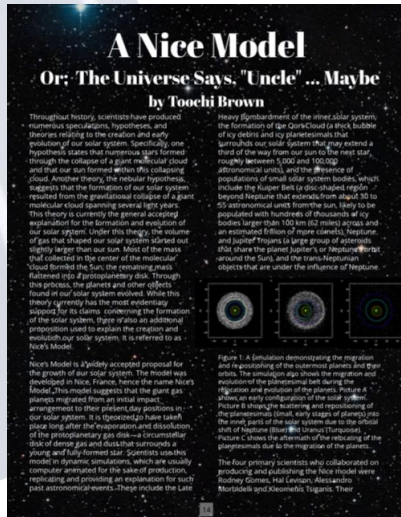 A Nice Model
Or; The Universe Says, "Uncle" ... Maybe
by Toochi Brown
Throughout history, scientists have produced
numerous speculations, hypotheses, and
theories relating to the creation and early
evolution of our solar system. Specifically, one
hypothesis states that numerous stars formed
through the collapse of a giant molecular cloud
and that our sun formed within this collapsing
cloud. Another theory, the nebular hypothesis,
suggests that the formation of our solar system
resulted from the gravitational collapse of a giant
molecular cloud spanning several light years.
This theory is currently the general accepted
explanation for the formation and evolution of
our solar system. Under this theory, the volume
of gas that shaped our solar system started out
slightly larger than our sun. Most of the mass
that collected in the center of the molecular
cloud formed the Sun; the remaining mass
flattened into a protoplanetary disk. Through
this process, the planets and other objects
found in our solar system evolved. While this
theory currently has the most evidentiary
support for its claims concerning the formation
of the solar system, there is also an additional
proposition used to explain the creation and
evolution our solar system. It is referred to as
Nice's Model.
Nice's Model is a widely accepted proposal for
the growth of our solar system. The model was
developed in Nice, France, hence the name Nice's
Model. This model suggests that the giant gas
planets migrated from an initial impact
arrangement to their present day positions in
our solar system. It is theorized to have taken
place long after the evaporation and dissolution
of the protoplanetary gas disk—a circumstellar
disk of dense gas and dust that surrounds a
young and fully-formed star. Scientists use this
model in dynamic simulations, which are usually
computer animated for the sake of production,
replicating and providing an explanation for such
past astronomical events. These include the Late
Heavy Bombardment of the inner solar system,
the formation of the Oort Cloud (a thick bubble
of icy debris and icy planetesimals that
surrounds our solar system that may extend a
third of the way from our sun to the next star,
roughly between 5,000 and 100,000
astronomical units), and the presence of
populations of small solar system bodies, which
include the Kuiper Belt (a disc-shaped region
beyond Neptune that extends from about 30 to
55 astronomical units from the sun, likely to be
populated with hundreds of thousands of icy
bodies larger than 100 km (62 miles) across and
an estimated trillion or more comets), Neptune
and Jupiter Trojans (a large group of asteroids
that share the planet Jupiter's or Neptune's orbit
around the Sun), and the trans-Neptunian
objects that are under the influence of Neptune.
Figure 1: A simulation demonstrating the migration
and repositioning of the outermost planets and their
orbits. The simulation also shows the migration and
evolution of the planetesimal belt during the
relocation and evolution of the planets. Picture A
shows an early configuration of the solar system.
Picture B shows the scattering and repositioning of
the planetesimals (small, early stages of planets) into
the inner parts of the solar system due to the orbital
shift of Neptune (Blue) and Uranus (Turquoise).
Picture C shows the aftermath of the relocating of the
planetesimals due to the migration of the planets.
The four primary scientists who collaborated on
producing and publishing the Nice model were
Rodney Gomes, Hal Levison, Alessandro
Morbidelli and Kleomenis Tsiganis. Their
14